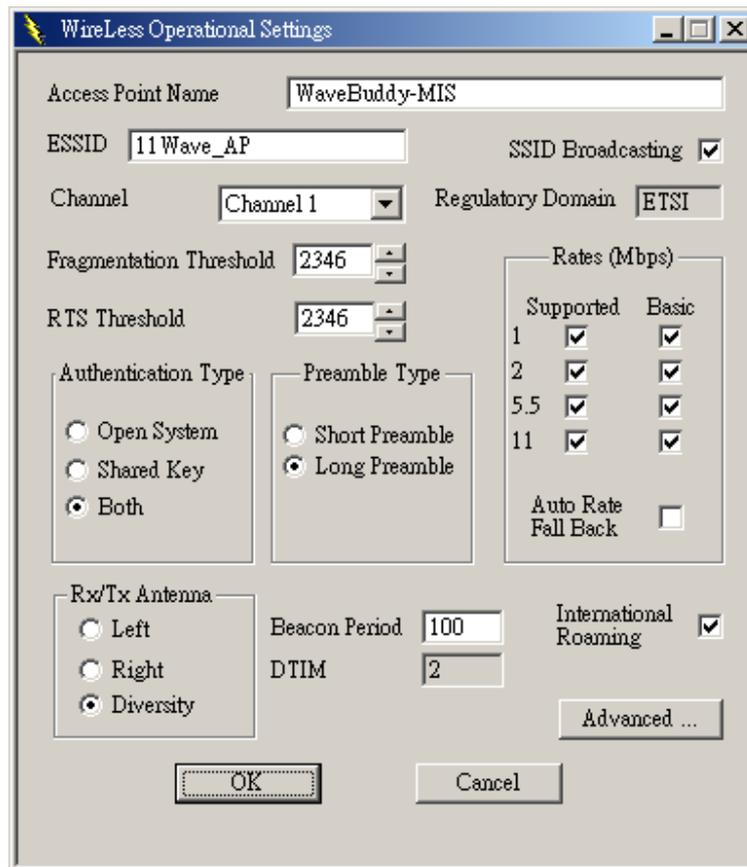 WireLess Operational Settings
Access Point Name WaveBuddy-MIS
ESSID 11Wave_AP SSID Broadcasting
Channel Channel 1 Regulatory Domain ETSI
Fragmentation Threshold 2346
RTS Threshold 2346
Rates (Mbps)
Supported Basic
1
2
5.5
11
Auto Rate
Fall Back
Authentication Type
Open System
Shared Key
Both
Preamble Type
Short Preamble
Long Preamble
Rx/Tx Antenna
Left
Right
Diversity
Beacon Period 100
DTIM 2
International
Roaming
Advanced ...
OK Cancel